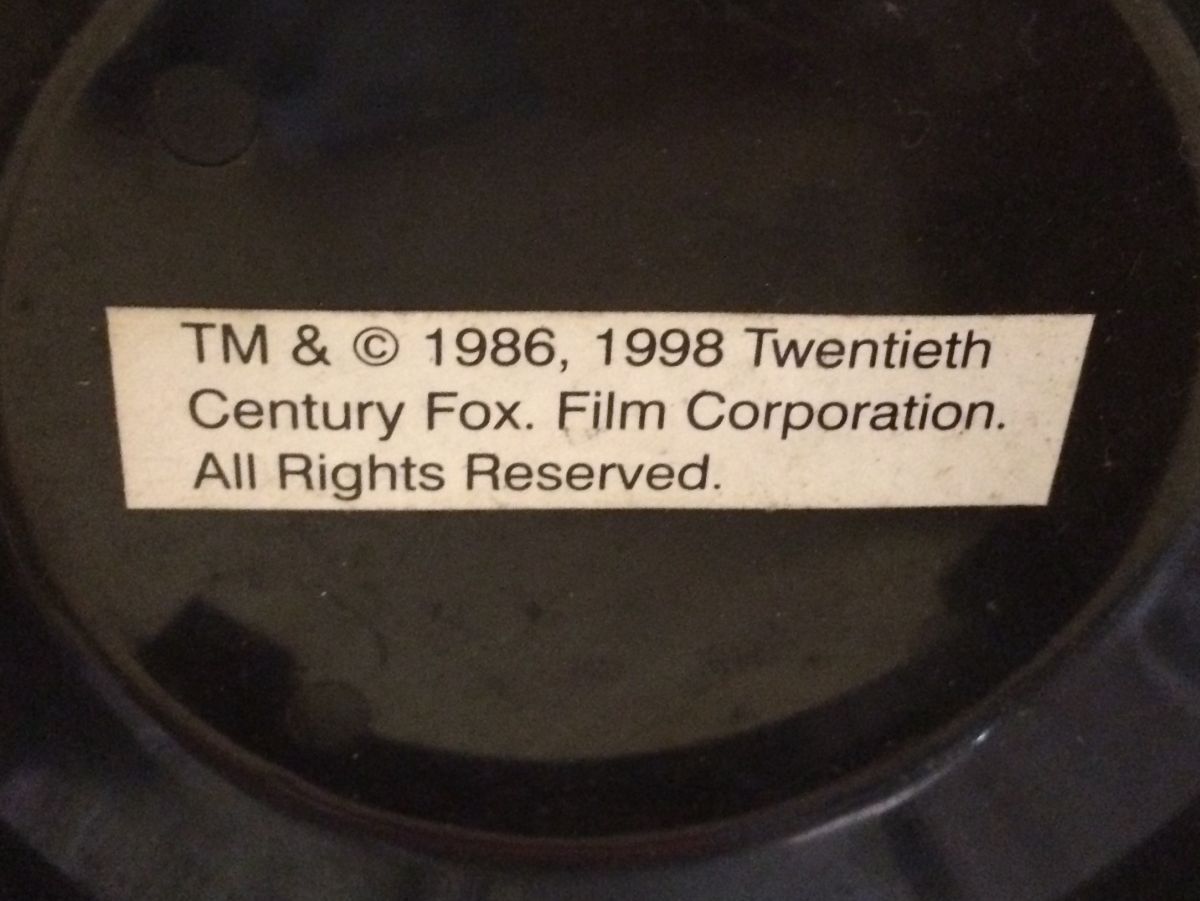 TM & © 1986, 1998 Twentieth
Century Fox. Film Corporation.
All Rights Reserved.